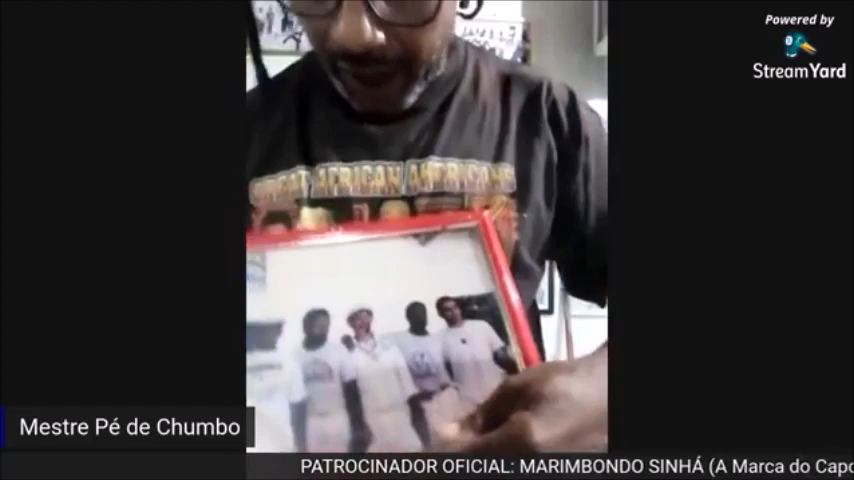 Powered by
StreamYard
GREAT AFRICAN AMERICANS
Mestre Pé de Chumbo
PATROCINADOR OFICIAL: MARIMBONDO SINHÁ (A Marca do Capo